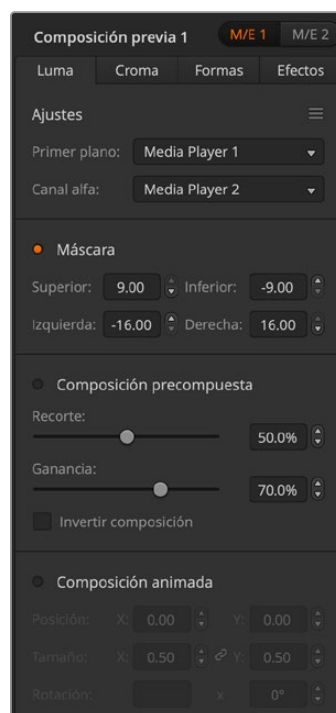 Composición previa 1 M/E 1 M/E 2
Luma Croma Formas Efectos
Ajustes
Primer plano: Media Player 1
Canal alfa: Media Player 2
Máscara
Superior: 9.00 Inferior: -9.00
Izquierda: -16.00 Derecha: 16.00
Composición precompuesta
Recorte:
50.0%
Ganancia:
70.0%
Invertir composición
Composición animada
Posición: X: 0.00 Y: 0.00
Tamaño: X: 0.50 Y: 0.50
Rotación: x 0°